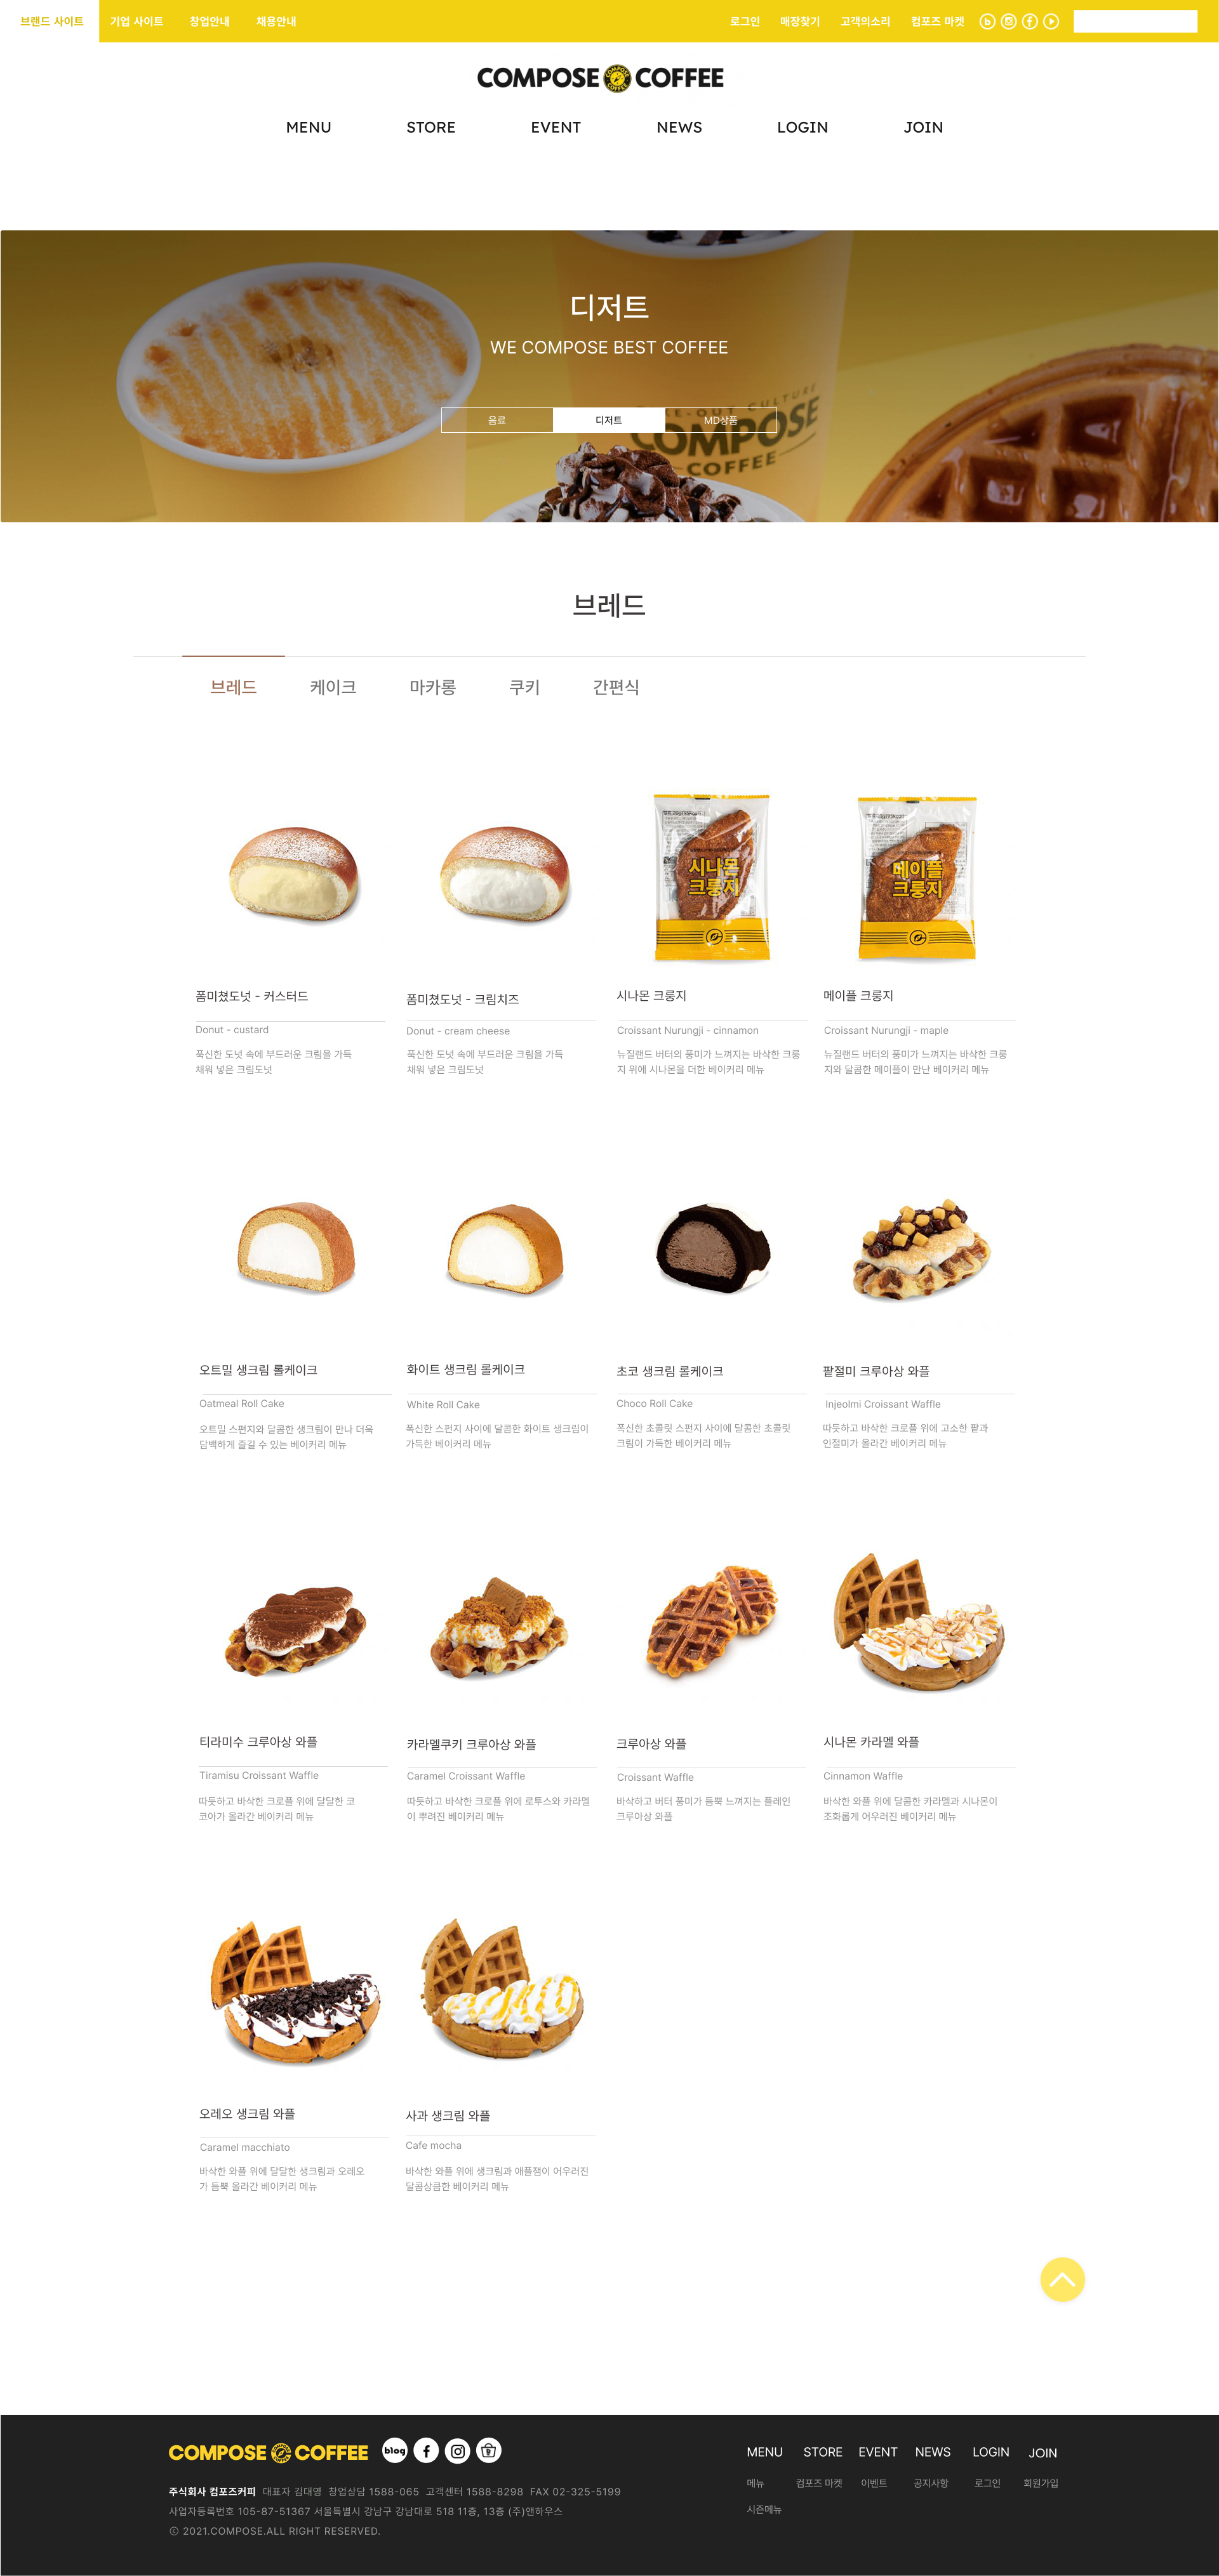 브랜드 사이트 기업 사이트 창업안내 채용안내 로그인 매장찾기 고객의소리 컴포즈 마켓
COMPOSE COFFEE
MENU STORE EVENT NEWS LOGIN JOIN
디저트
WE COMPOSE BEST COFFEE
음료 디저트 MD상품
COMPOSE
COFFEE
브레드
브레드 케이크 마카롱 쿠키 간편식
시나몬
크룽지
메이플
크룽지
폼미쳤도넛 - 커스터드
Donut - custard
푹신한 도넛 속에 부드러운 크림을 가득
채워 넣은 크림도넛
폼미쳤도넛 - 크림치즈
Donut - cream cheese
푹신한 도넛 속에 부드러운 크림을 가득
채워 넣은 크림도넛
시나몬 크룽지
Croissant Nurungji - cinnamon
뉴질랜드 버터의 풍미가 느껴지는 바삭한 크룽
지 위에 시나몬을 더한 베이커리 메뉴
메이플 크룽지
Croissant Nurungji - maple
뉴질랜드 버터의 풍미가 느껴지는 바삭한 크룽
지와 달콤한 메이플이 만난 베이커리 메뉴
오트밀 생크림 롤케이크
Oatmeal Roll Cake
오트밀 스펀지와 달콤한 생크림이 만나 더욱
담백하게 즐길 수 있는 베이커리 메뉴
화이트 생크림 롤케이크
White Roll Cake
폭신한 스펀지 사이에 달콤한 화이트 생크림이
가득한 베이커리 메뉴
초코 생크림 롤케이크
Choco Roll Cake
폭신한 초콜릿 스펀지 사이에 달콤한 초콜릿
크림이 가득한 베이커리 메뉴
팥절미 크루아상 와플
Injeolmi Croissant Waffle
따듯하고 바삭한 크로플 위에 고소한 팥과
인절미가 올라간 베이커리 메뉴
티라미수 크루아상 와플
Tiramisu Croissant Waffle
따듯하고 바삭한 크로플 위에 달달한 코
코아가 올라간 베이커리 메뉴
카라멜쿠키 크루아상 와플
Caramel Croissant Waffle
따듯하고 바삭한 크로플 위에 로투스와 카라멜
이 뿌려진 베이커리 메뉴
크루아상 와플
Croissant Waffle
바삭하고 버터 풍미가 듬뿍 느껴지는 플레인
크루아상 와플
시나몬 카라멜 와플
Cinnamon Waffle
바삭한 와플 위에 달콤한 카라멜과 시나몬이
조화롭게 어우러진 베이커리 메뉴
오레오 생크림 와플
Caramel macchiato
바삭한 와플 위에 달달한 생크림과 오레오
가 듬뿍 올라간 베이커리 메뉴
사과 생크림 와플
Cafe mocha
바삭한 와플 위에 생크림과 애플잼이 어우러진
달콤상큼한 베이커리 메뉴
COMPOSE COFFEE blog
주식회사 컴포즈커피 대표자 김대영 창업상담 1588-065 고객센터 1588-8298 FAX 02-325-5199
사업자등록번호 105-87-51367 서울특별시 강남구 강남대로 518 11층, 13층 (주)앤하우스
ⓒ 2021.COMPOSE.ALL RIGHT RESERVED.
MENU STORE EVENT NEWS LOGIN JOIN
메뉴 컴포즈 마켓 이벤트 공지사항 로그인 회원가입
시즌메뉴